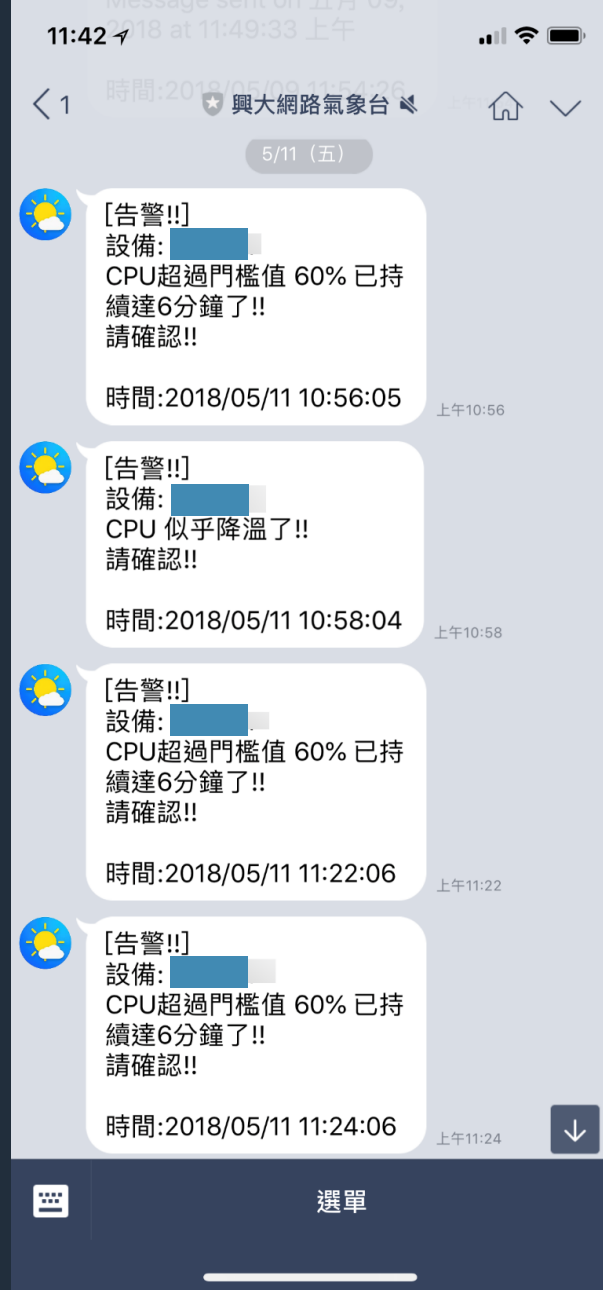 Message sent on 五月 09,
11:42
2018 at 11:49:33 上午
時間:2018/05/09 11:54:26
1
興大網路氣象台
5/11（五）
[告警!!]
設備:
CPU超過門檻值 60% 已持
續達6分鐘了!!
請確認!!
時間:2018/05/11 10:56:05
上午10:56
[告警!!]
設備:
CPU 似乎降溫了!!
請確認!!
時間:2018/05/11 10:58:04
上午10:58
[告警!!]
設備:
CPU超過門檻值 60% 已持
續達6分鐘了!!
請確認!!
時間:2018/05/11 11:22:06
上午11:22
[告警!!]
設備:
CPU超過門檻值 60% 已持
續達6分鐘了!!
請確認!!
時間:2018/05/11 11:24:06
上午11:24
選單